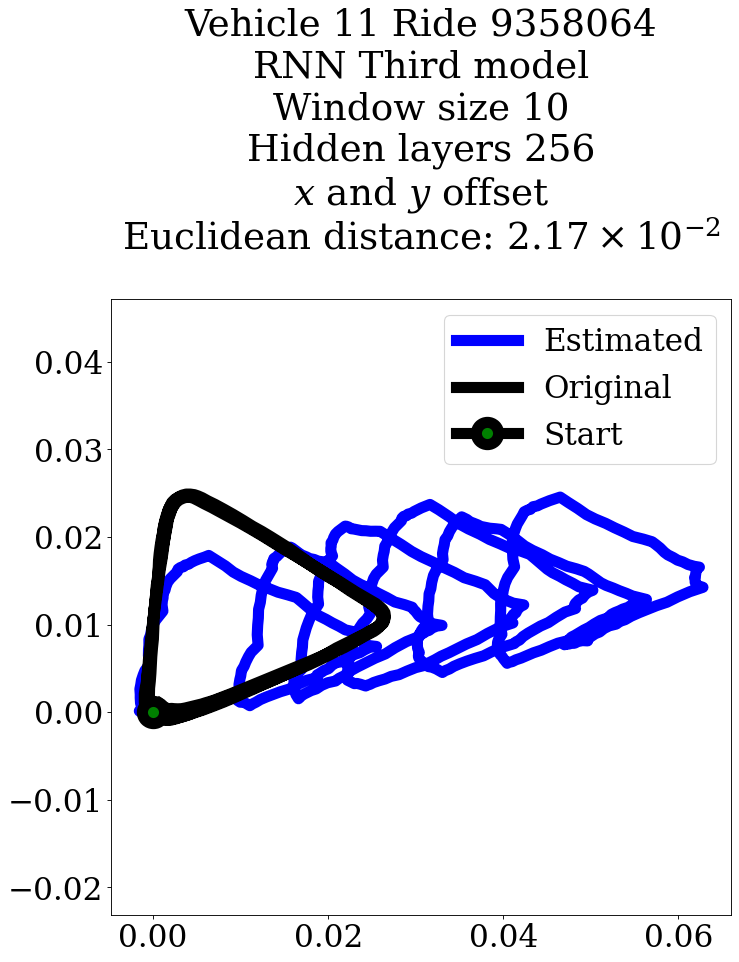 Vehicle 11 Ride 9358064
RNN Third model
Window size 10
Hidden layers 256
x and y offset
Euclidean distance: 2.17 × 10⁻²
Estimated
Original
Start
0.04
0.03
0.02
0.01
0.00
−0.01
−0.02
0.00 0.02 0.04 0.06